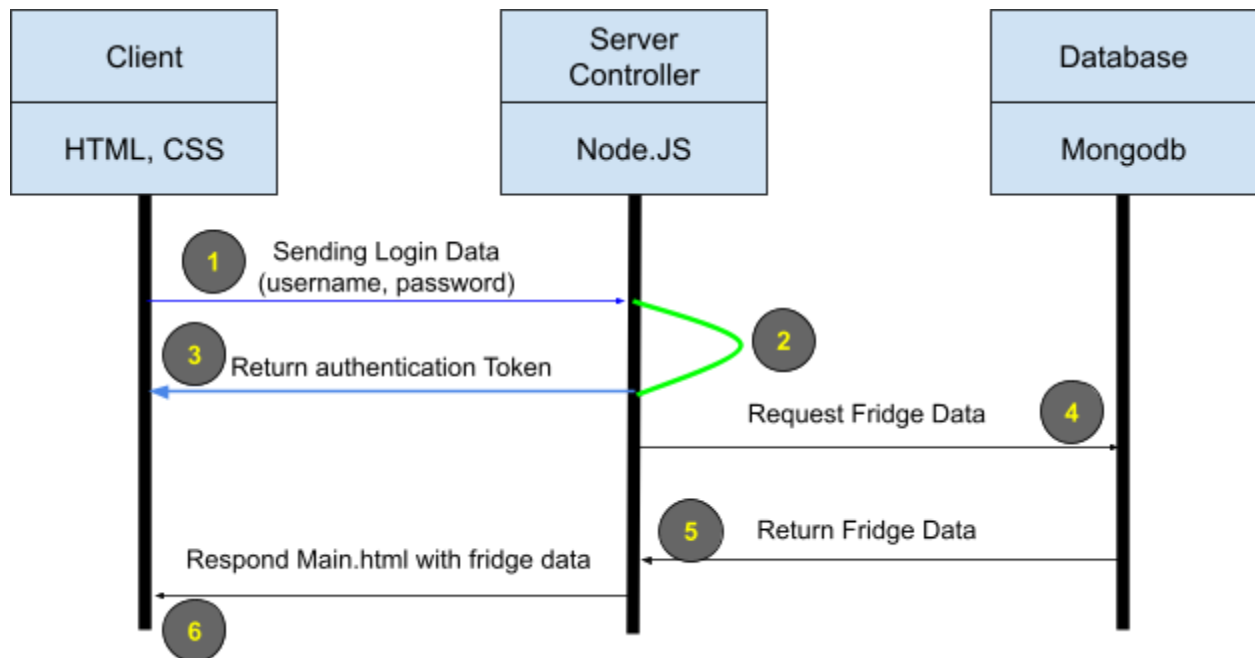 Client
HTML, CSS
Server
Controller
Node.JS
Database
Mongodb
1
Sending Login Data
(username, password)
2
3
Return authentication Token
Request Fridge Data
4
5
Return Fridge Data
Respond Main.html with fridge data
6